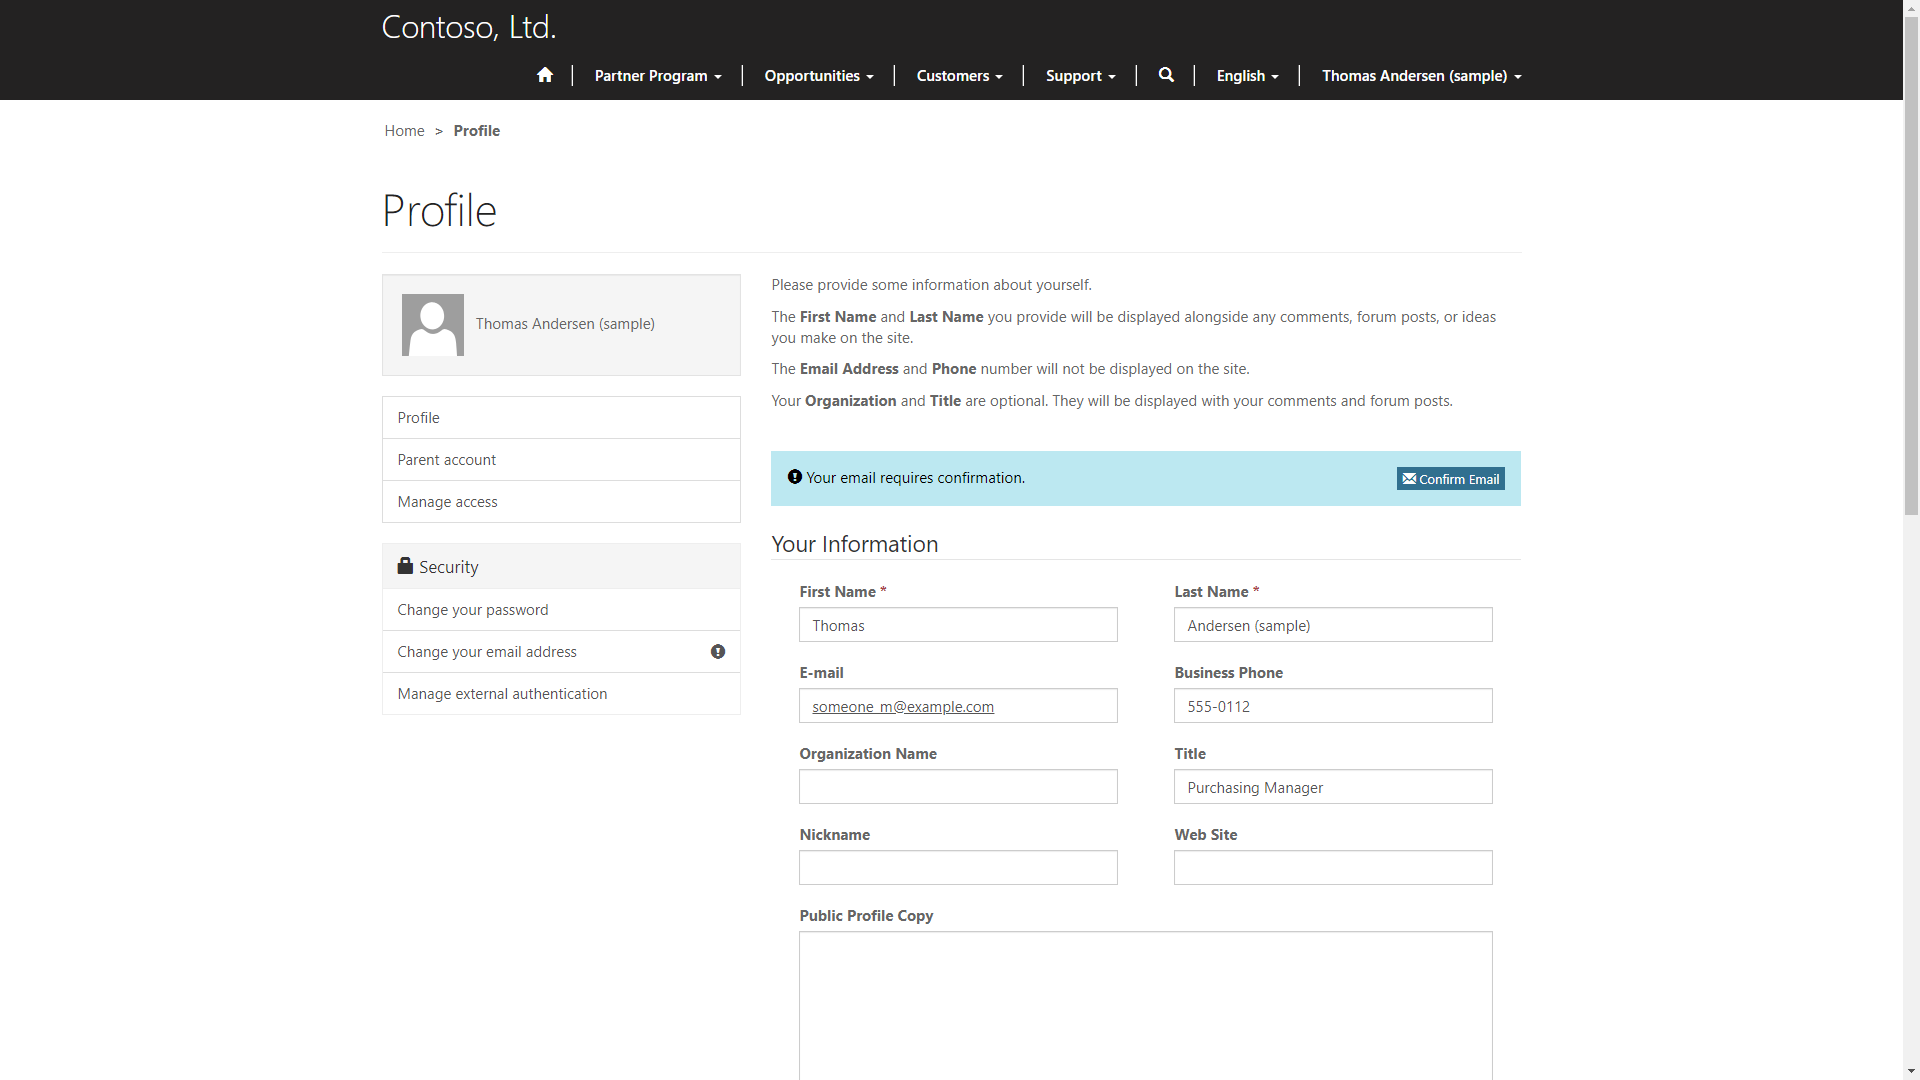 Contoso, Ltd.
Partner Program
Opportunities
Customers
Support
English
Thomas Andersen (sample)
Home > Profile
Profile
Thomas Andersen (sample)
Profile
Parent account
Manage access
Security
Change your password
Change your email address
Manage external authentication
Please provide some information about yourself.
The First Name and Last Name you provide will be displayed alongside any comments, forum posts, or ideas
you make on the site.
The Email Address and Phone number will not be displayed on the site.
Your Organization and Title are optional. They will be displayed with your comments and forum posts.
Your email requires confirmation.
Confirm Email
Your Information
First Name *
Last Name *
Thomas
Andersen (sample)
E-mail
Business Phone
someone_m@example.com
555-0112
Organization Name
Title
Purchasing Manager
Nickname
Web Site
Public Profile Copy